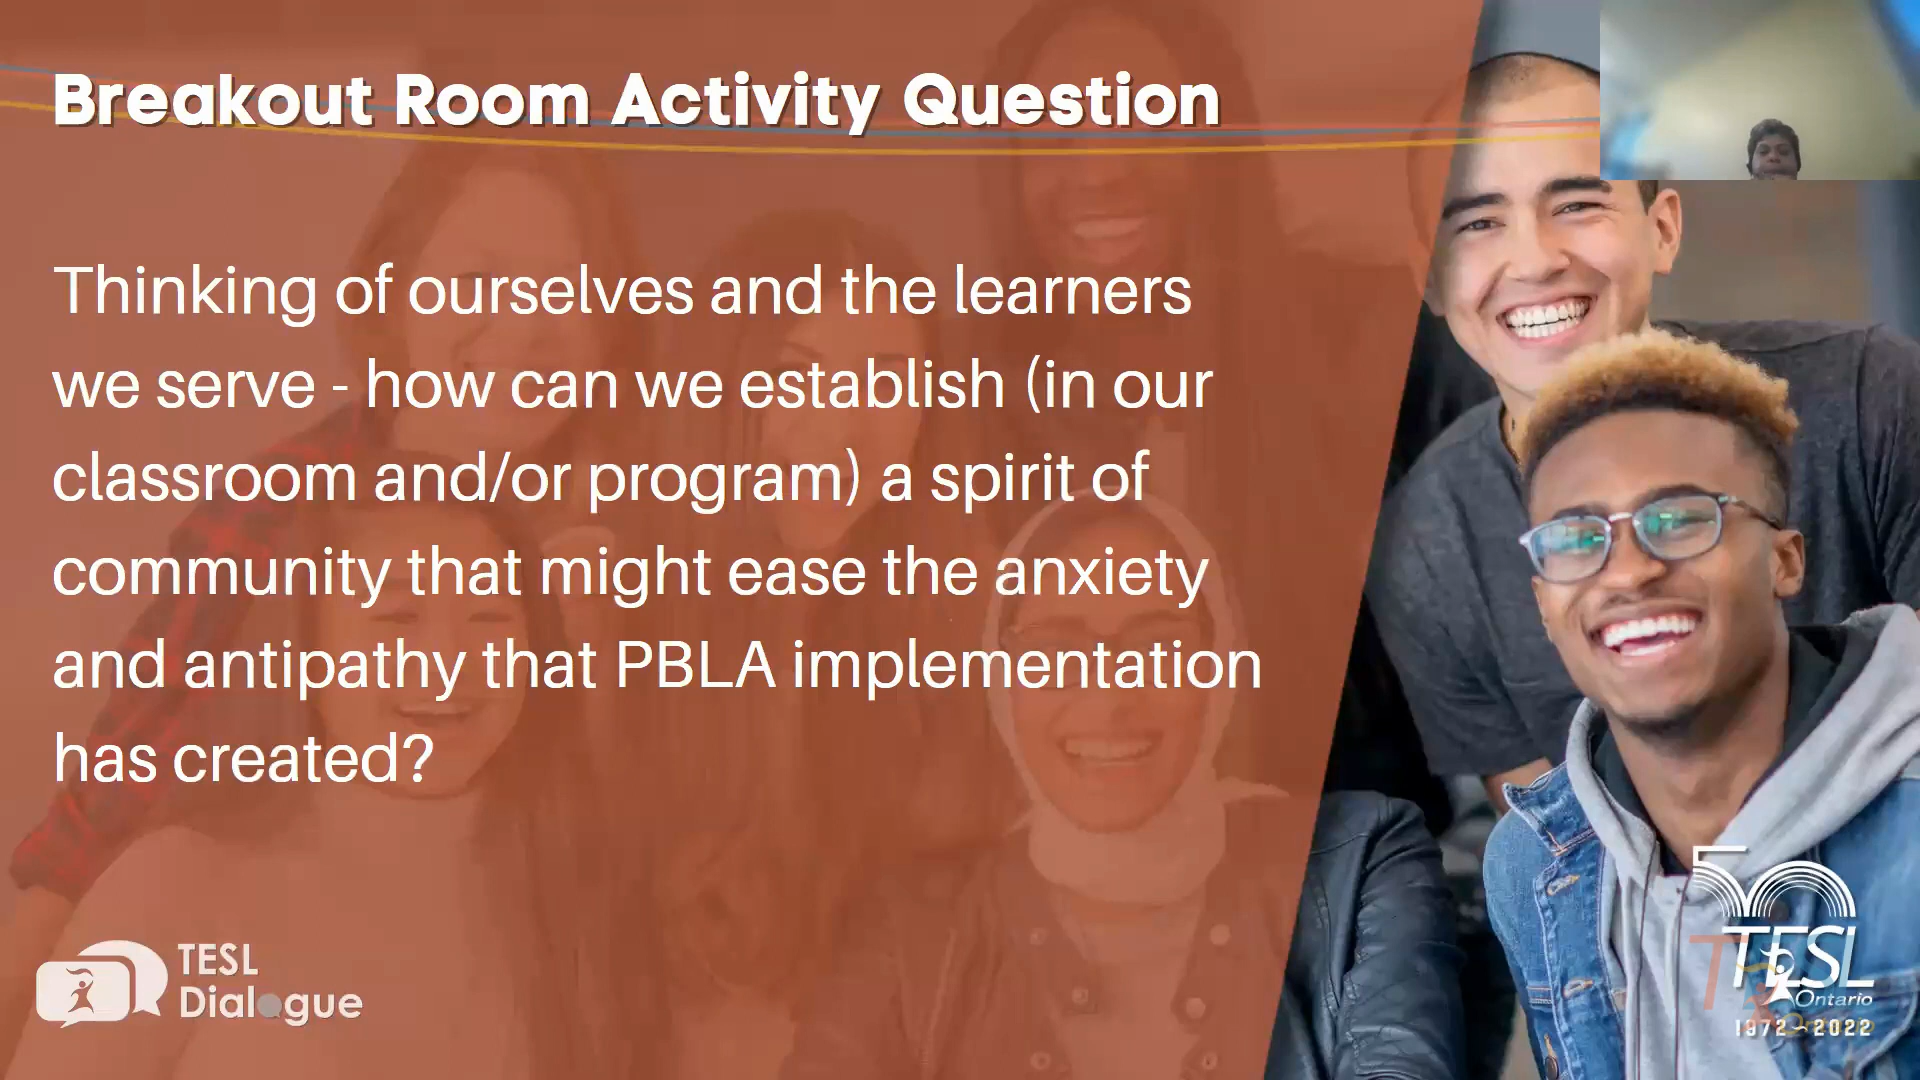 Breakout Room Activity Question
Thinking of ourselves and the learners
we serve - how can we establish (in our
classroom and/or program) a spirit of
community that might ease the anxiety
and antipathy that PBLA implementation
has created?
TESL
Dialogue
50
TESL
Ontario
1972-2022